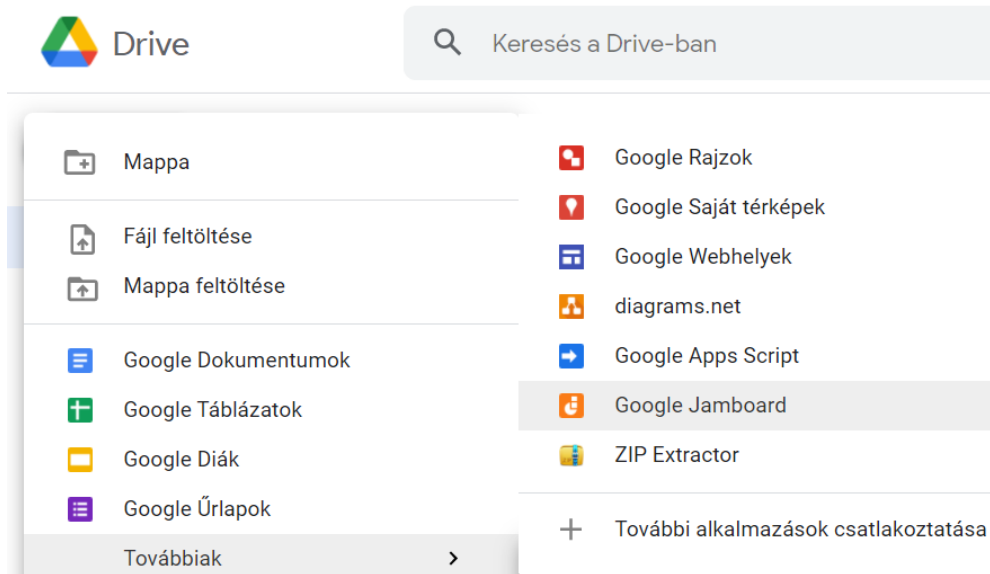 Drive
Keresés a Drive-ban
Mappa
Fájl feltöltése
Mappa feltöltése
Google Dokumentumok
Google Táblázatok
Google Diák
Google Űrlapok
Továbbiak
Google Rajzok
Google Saját térképek
Google Webhelyek
diagrams.net
Google Apps Script
Google Jamboard
ZIP Extractor
További alkalmazások csatlakoztatása